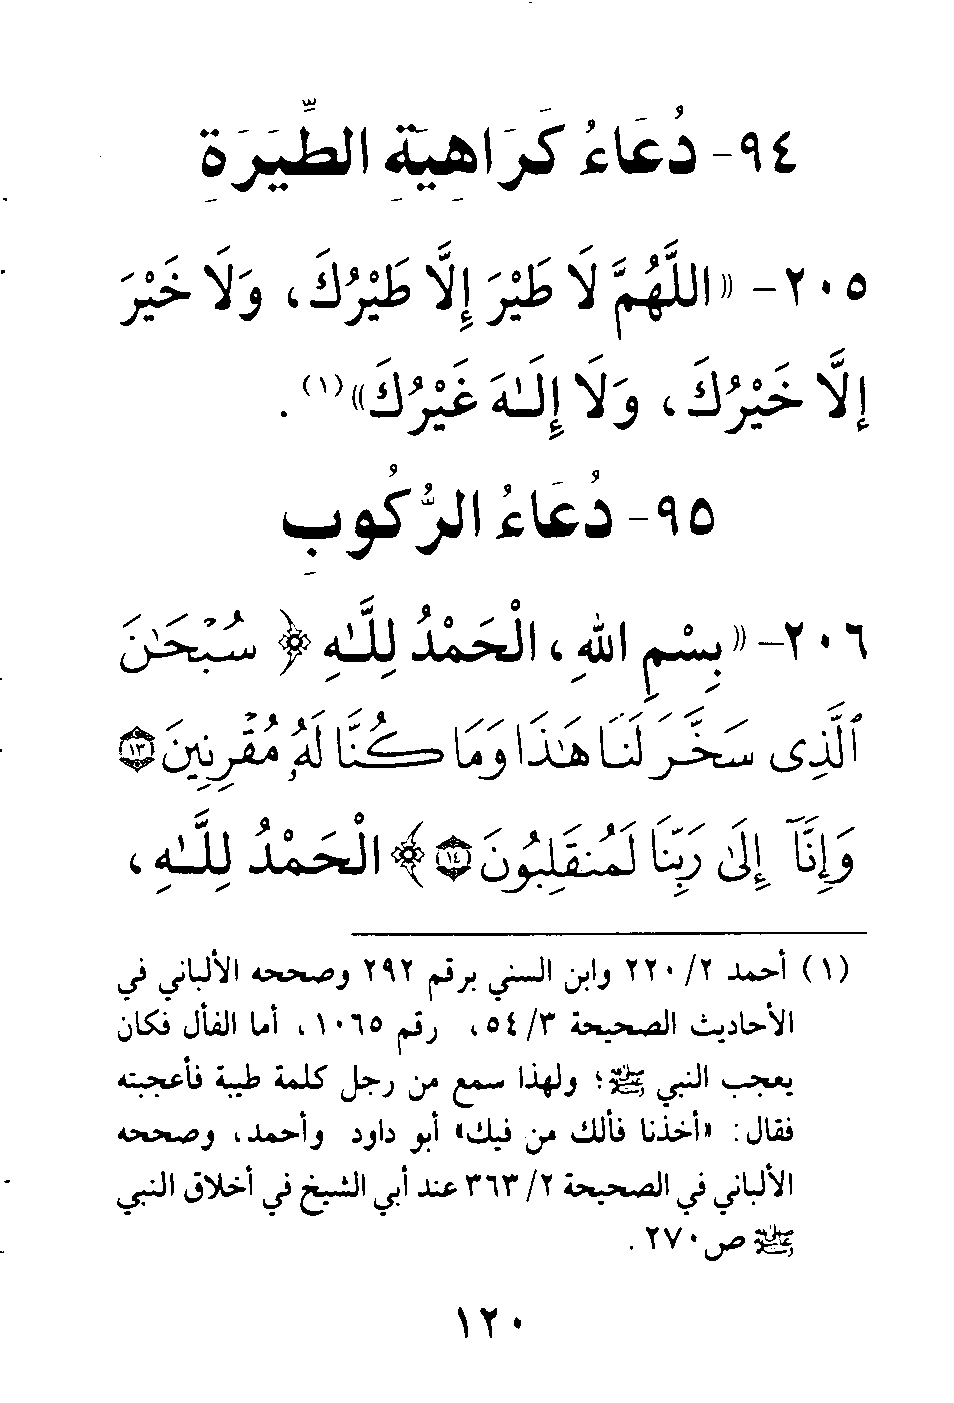 ٩٤- دُعَاءُ كَرَاهِيَةِ الطِّيَرَةِ
٢٠٥- «اللَّهُمَّ لَا طَيْرَ إِلَّا طَيْرُكَ، وَلَا خَيْرَ
إِلَّا خَيْرُكَ، وَلَا إِلَـٰهَ غَيْرُكَ»(١).
٩٥- دُعَاءُ الرُّكُوبِ
٢٠٦- «بِسْمِ اللهِ، الْحَمْدُ لِلَّـٰهِ ﴿ سُبْحَـٰنَ
ٱلَّذِى سَخَّرَ لَنَا هَـٰذَا وَمَا كُنَّا لَهُۥ مُقْرِنِينَ ١٣
وَإِنَّآ إِلَىٰ رَبِّنَا لَمُنقَلِبُونَ ١٤ ﴾ الْحَمْدُ لِلَّـٰهِ،
(١) أحمد ٢/ ٢٢٠ وابن السني برقم ٢٩٢ وصححه الألباني في
الأحاديث الصحيحة ٣/ ٥٤، رقم ١٠٦٥، أما الفأل فكان
يعجب النبي ﷺ؛ ولهذا سمع من رجل كلمة طيبة فأعجبته
فقال: «أخذنا فألك من فيك» أبو داود وأحمد، وصححه
الألباني في الصحيحة ٢/ ٣٦٣ عند أبي الشيخ في أخلاق النبي
ﷺ ص٢٧٠.
١٢٠